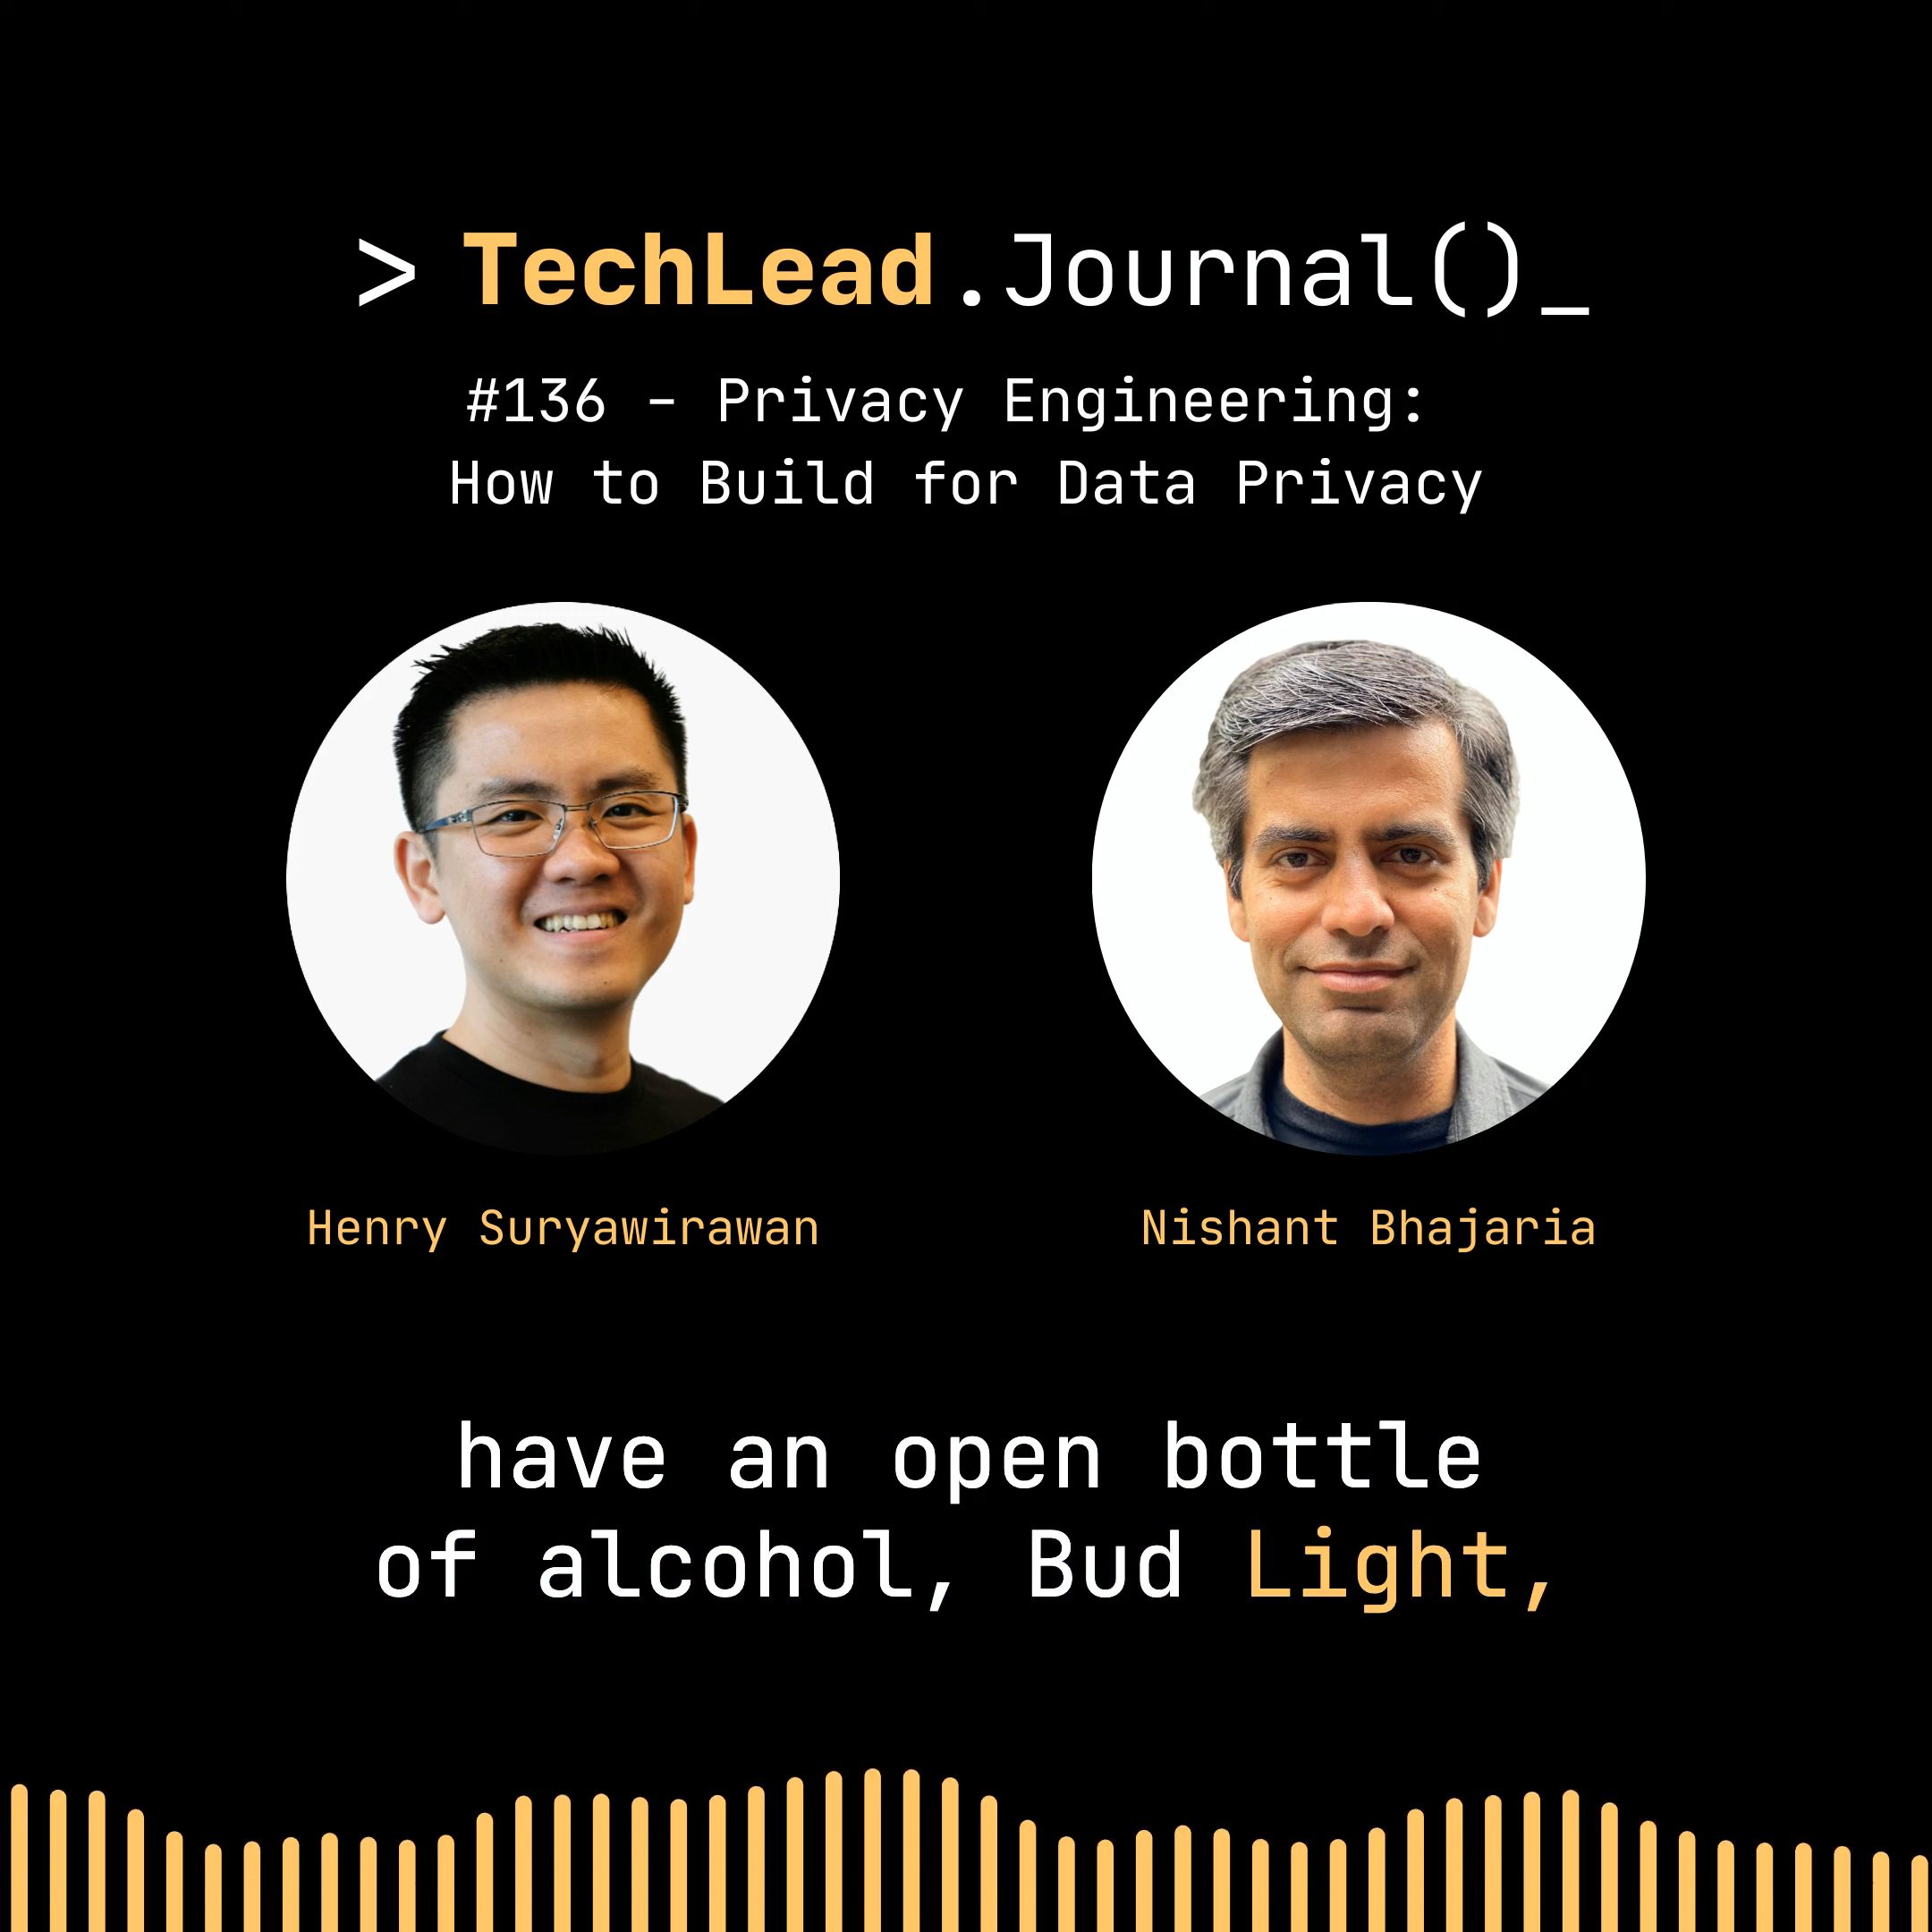 > TechLead.Journal()_
#136 - Privacy Engineering:
How to Build for Data Privacy
Henry Suryawirawan
Nishant Bhajaria
have an open bottle
of alcohol, Bud Light,